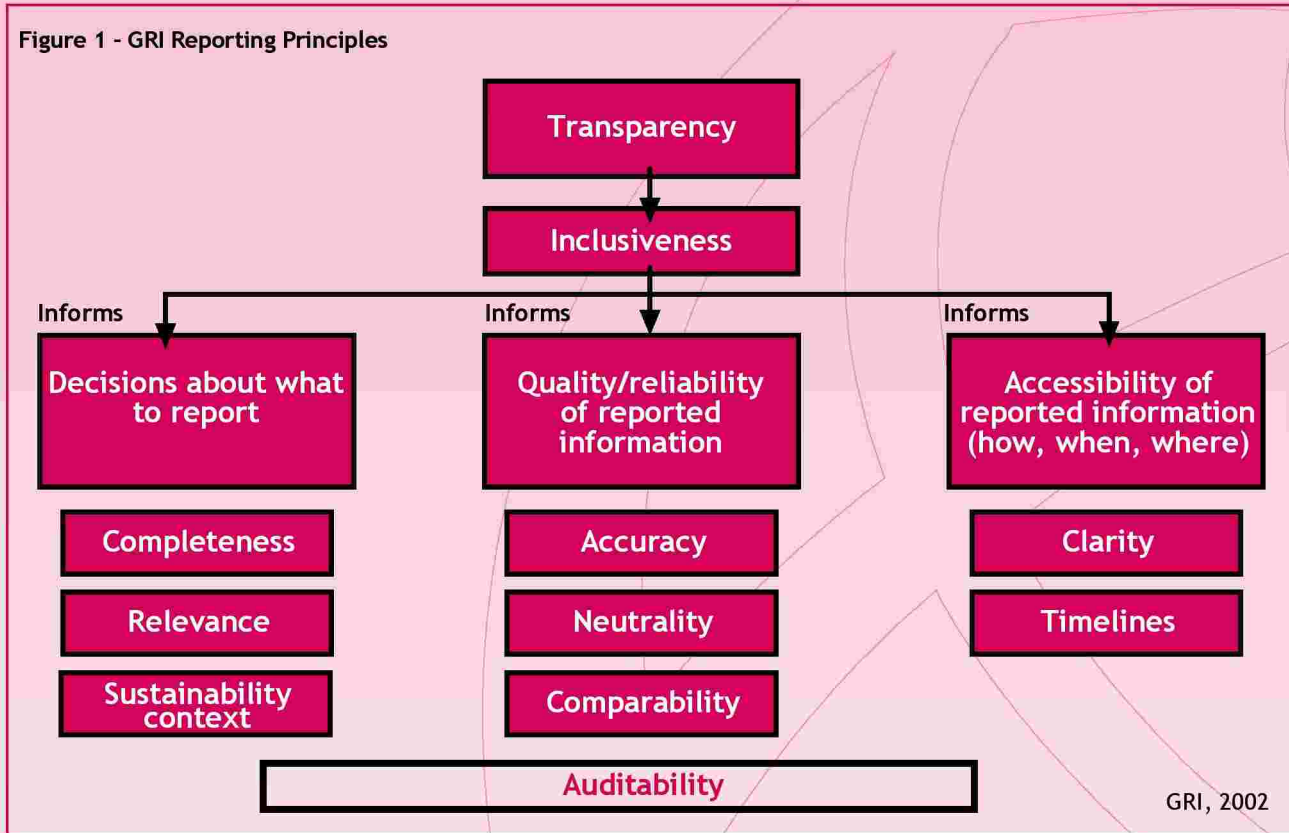 Figure 1 - GRI Reporting Principles
Transparency
Inclusiveness
Informs
Informs
Informs
Decisions about what
to report
Quality/reliability
of reported
information
Accessibility of
reported information
(how, when, where)
Completeness
Accuracy
Clarity
Relevance
Neutrality
Timelines
Sustainability
context
Comparability
Auditability
GRI, 2002